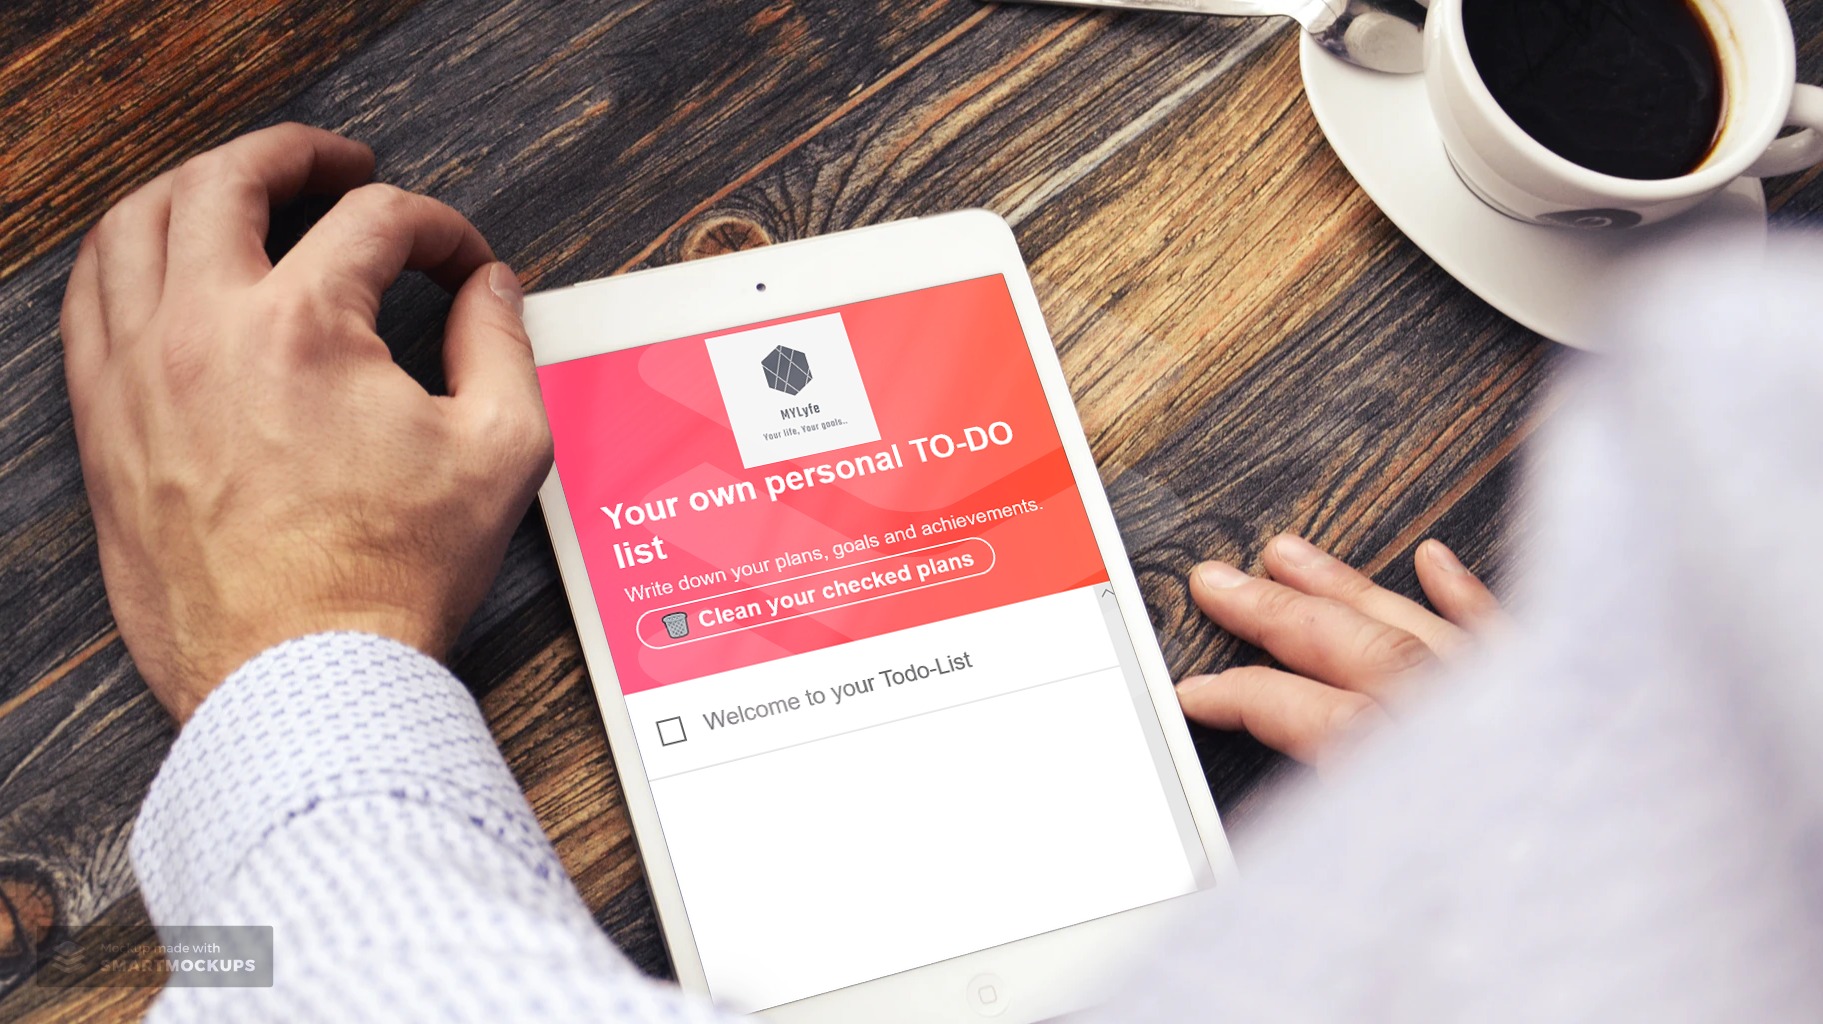 MYLyfe
Your life, Your goals...
Your own personal TO-DO
list
Write down your plans, goals and achievements.
Clean your checked plans
Welcome to your Todo-List
Mockup made with
SMARTMOCKUPS